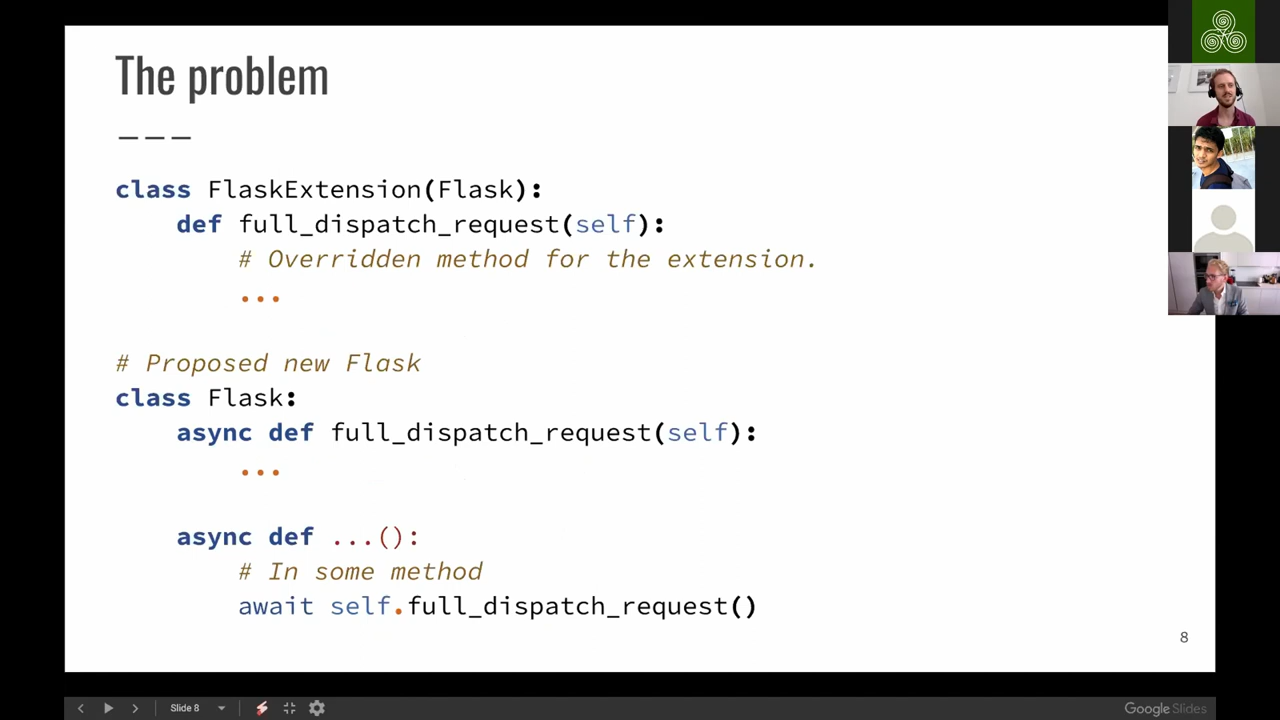 The problem
———
class FlaskExtension(Flask):
def full_dispatch_request(self):
# Overridden method for the extension.
...
# Proposed new Flask
class Flask:
async def full_dispatch_request(self):
...
async def ...():
# In some method
await self.full_dispatch_request()
8
Slide 8
Google Slides